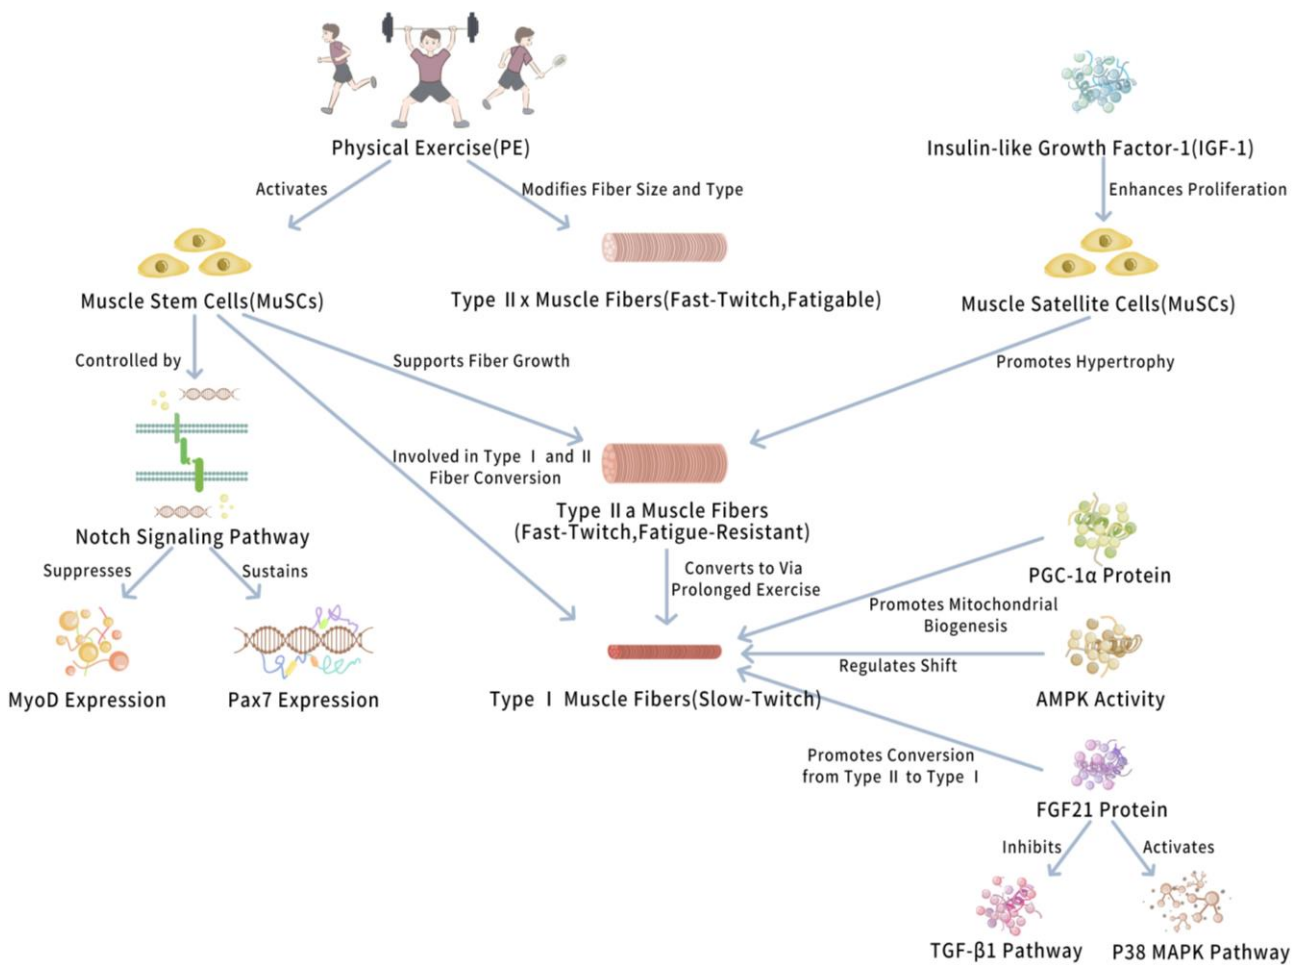 Physical Exercise(PE)
Insulin-like Growth Factor-1(IGF-1)
Activates
Modifies Fiber Size and Type
Enhances Proliferation
Muscle Stem Cells(MuSCs)
Type Ⅱx Muscle Fibers(Fast-Twitch,Fatigable)
Muscle Satellite Cells(MuSCs)
Controlled by
Supports Fiber Growth
Promotes Hypertrophy
Involved in Type Ⅰ and Ⅱ
Fiber Conversion
Type Ⅱa Muscle Fibers
(Fast-Twitch,Fatigue-Resistant)
Notch Signaling Pathway
Suppresses
Sustains
Converts to Via
Prolonged Exercise
PGC-1α Protein
Promotes Mitochondrial
Biogenesis
Regulates Shift
MyoD Expression
Pax7 Expression
Type Ⅰ Muscle Fibers(Slow-Twitch)
AMPK Activity
Promotes Conversion
from Type Ⅱ to Type Ⅰ
FGF21 Protein
Inhibits
Activates
TGF-β1 Pathway
P38 MAPK Pathway